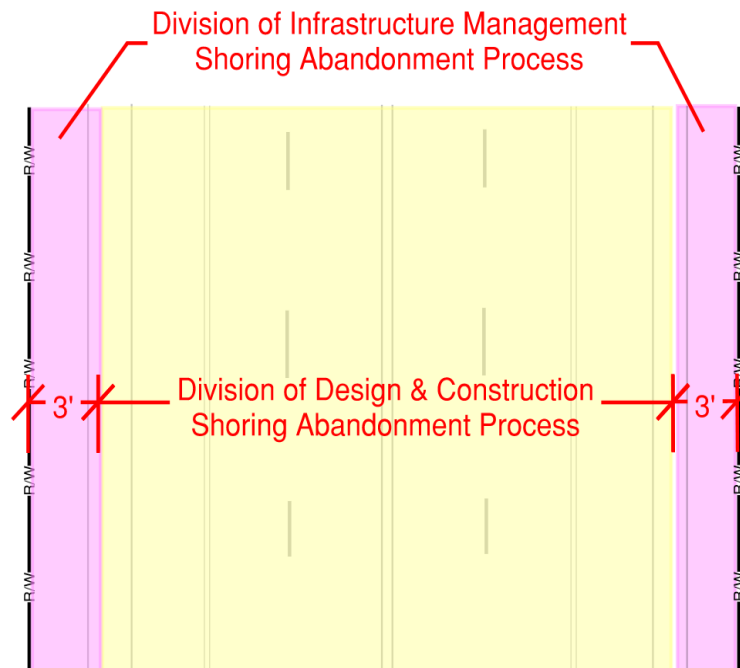 Division of Infrastructure Management
Shoring Abandonment Process
R/W
R/W
R/W
R/W
R/W
R/W
R/W
R/W
3'
Division of Design & Construction
Shoring Abandonment Process
3'
R/W
R/W